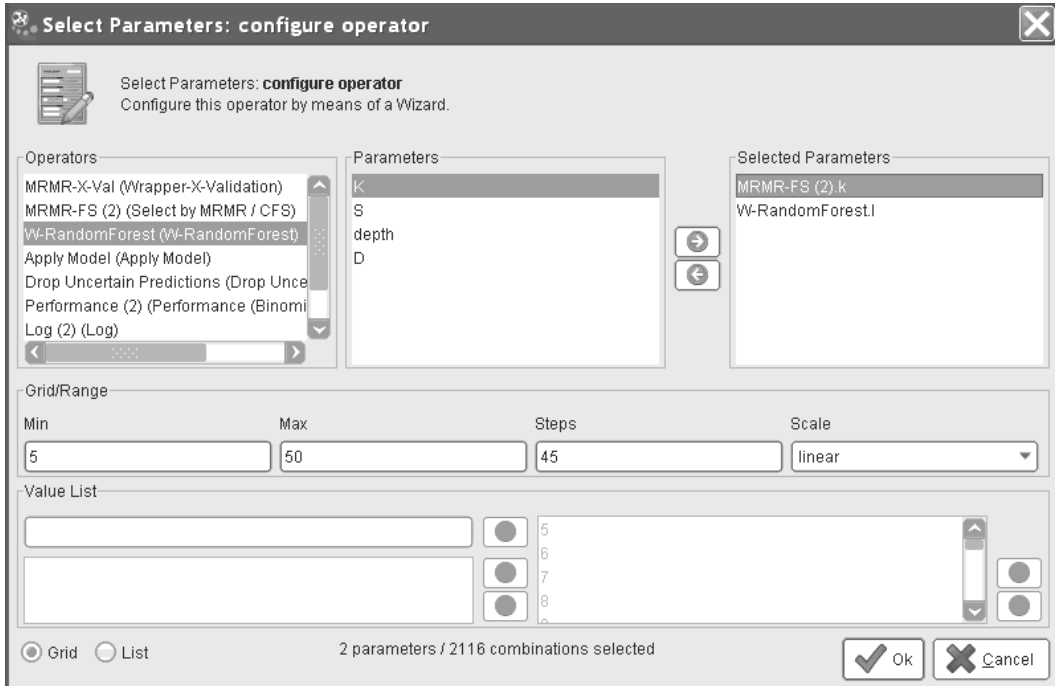 Select Parameters: configure operator
Select Parameters: configure operator
Configure this operator by means of a Wizard.
Operators
MRMR-X-Val (Wrapper-X-Validation)
MRMR-FS (2) (Select by MRMR / CFS)
W-RandomForest (W-RandomForest)
Apply Model (Apply Model)
Drop Uncertain Predictions (Drop Unce
Performance (2) (Performance (Binomi
Log (2) (Log)
Parameters
K
S
depth
D
Selected Parameters
MRMR-FS (2).k
W-RandomForest.I
Grid/Range
Min Max Steps Scale
5 50 45 linear
Value List
5
6
7
8
Grid List 2 parameters / 2116 combinations selected Ok Cancel